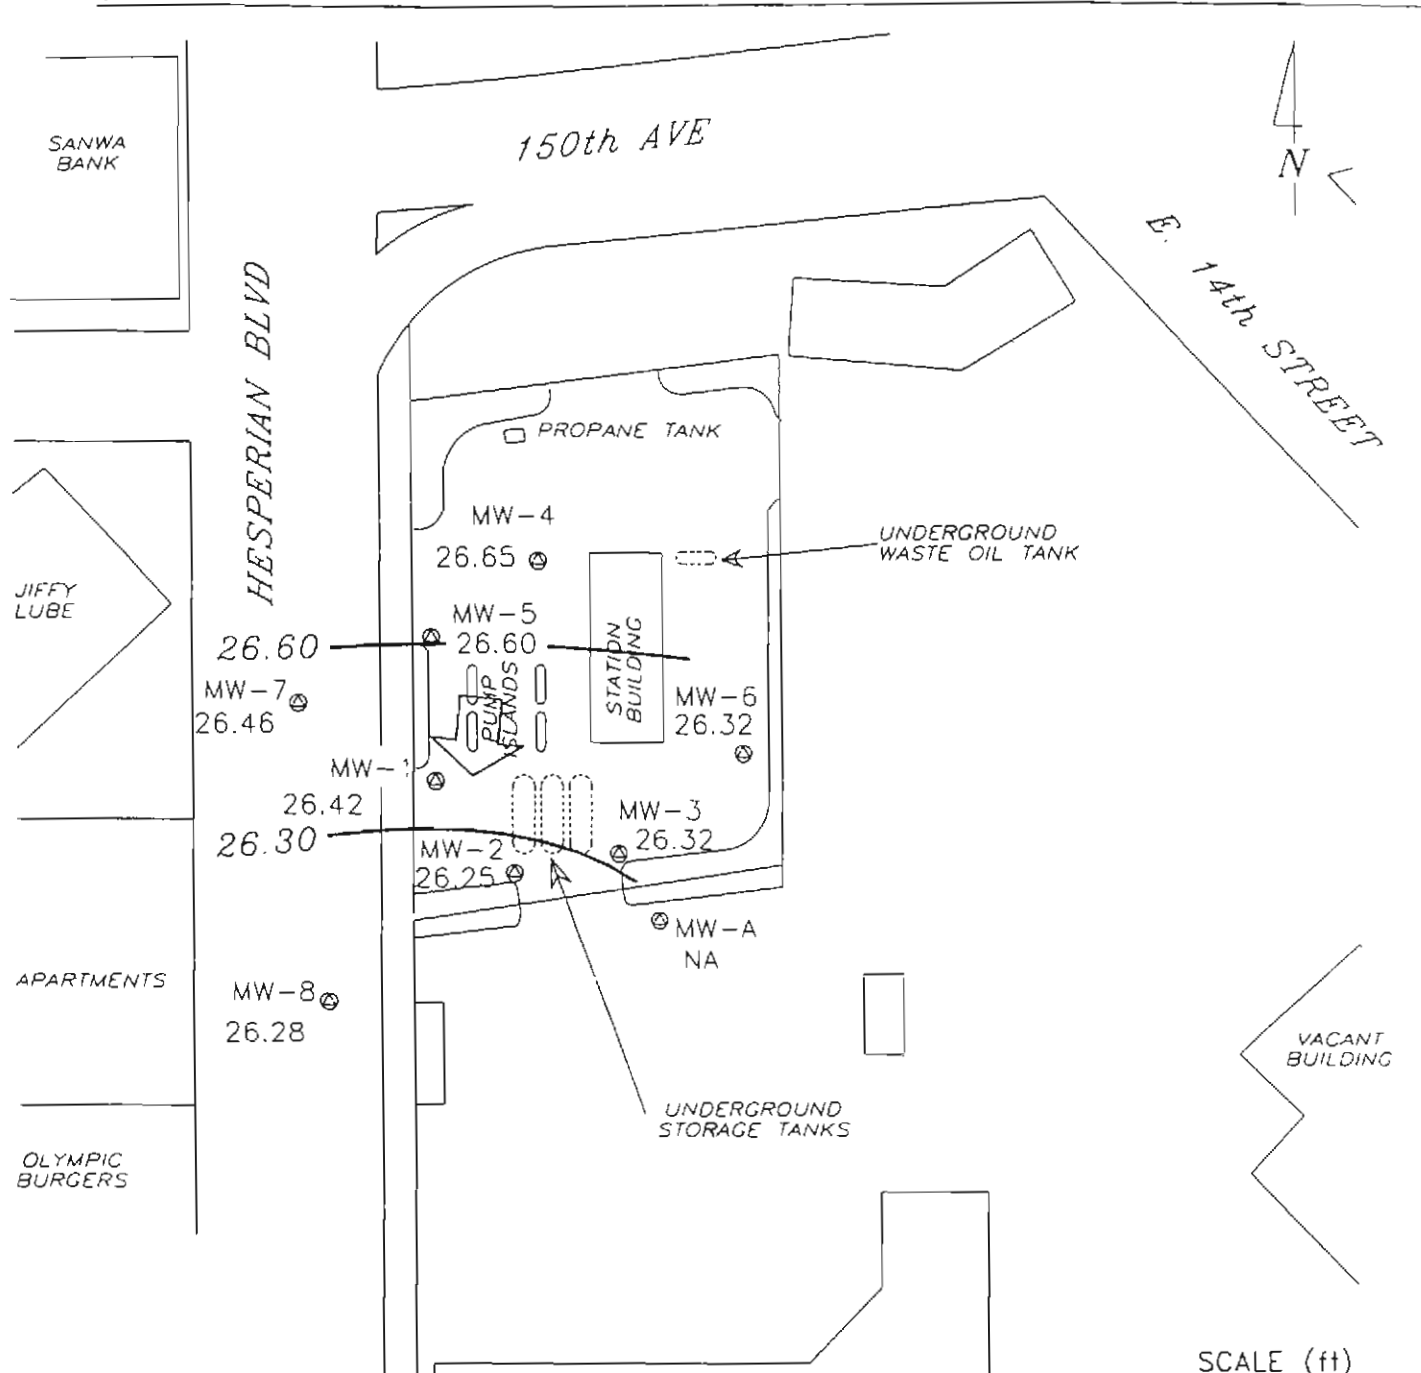 SANWA
BANK
150th AVE
N
E. 14th STREET
HESPERIAN BLVD
PROPANE TANK
MW-4
26.65
UNDERGROUND
WASTE OIL TANK
JIFFY
LUBE
MW-5
26.60
26.60
STATION
BUILDING
PUMP
ISLANDS
MW-7
26.46
MW-6
26.32
MW-1
26.42
MW-3
26.32
26.30
MW-2
26.25
MW-A
NA
APARTMENTS
MW-8
26.28
VACANT
BUILDING
UNDERGROUND
STORAGE TANKS
OLYMPIC
BURGERS
SCALE (ft)